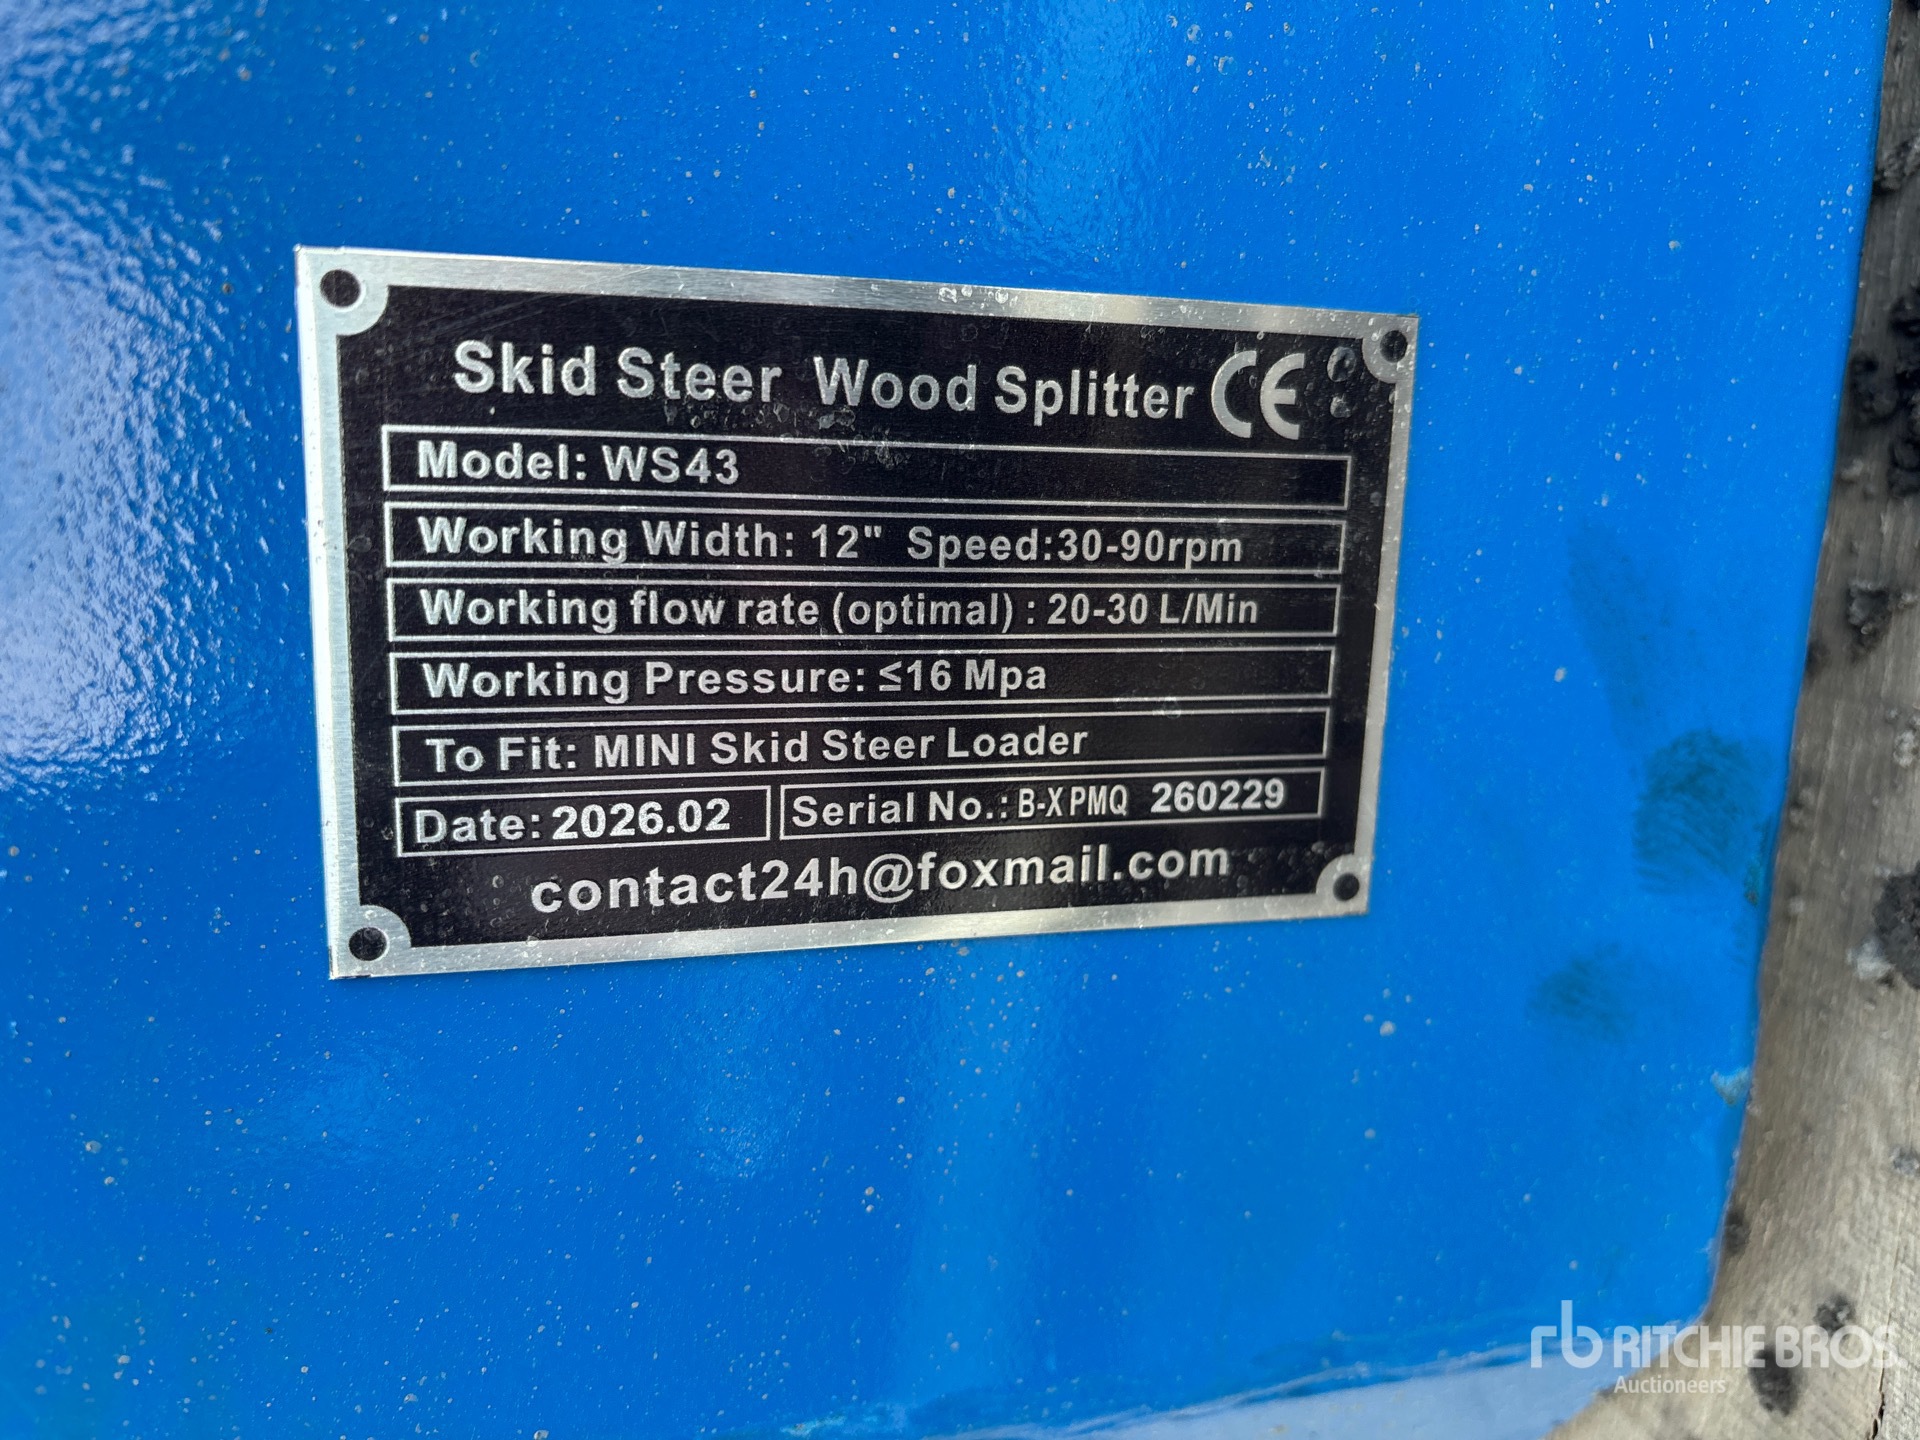 Skid Steer Wood Splitter CE
Model: WS43
Working Width: 12" Speed:30-90rpm
Working flow rate (optimal) : 20-30 L/Min
Working Pressure: ≤16 Mpa
To Fit: MINI Skid Steer Loader
Date: 2026.02 Serial No.: B-XPMQ 260229
contact24h@foxmail.com
rb RITCHIE BROS.
Auctioneers